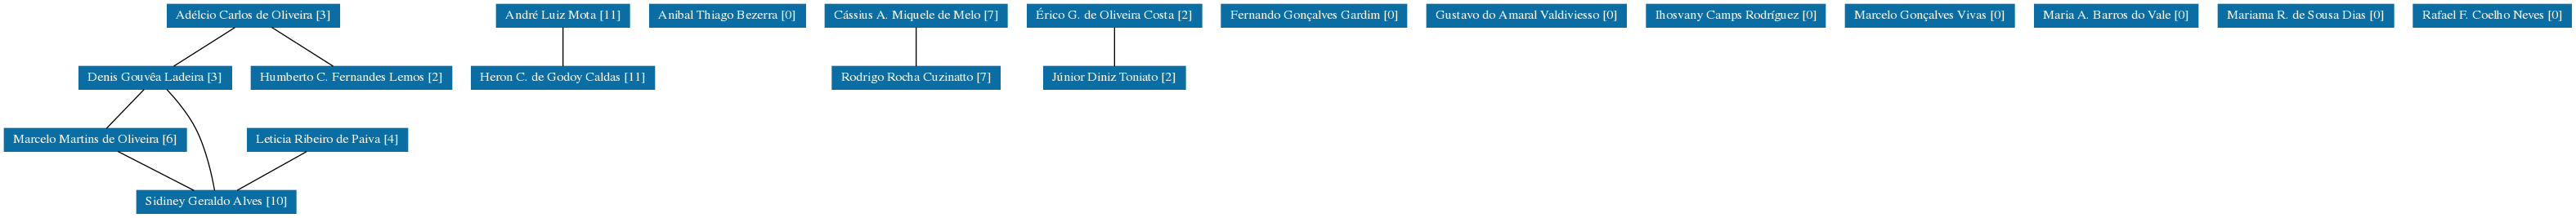 Adélcio Carlos de Oliveira [3]
André Luiz Mota [11]
Anibal Thiago Bezerra [0]
Cássius A. Miquele de Melo [7]
Érico G. de Oliveira Costa [2]
Fernando Gonçalves Gardim [0]
Gustavo do Amaral Valdiviesso [0]
Ihosvany Camps Rodríguez [0]
Marcelo Gonçalves Vivas [0]
Maria A. Barros do Vale [0]
Mariama R. de Sousa Dias [0]
Rafael F. Coelho Neves [0]
Denis Gouvêa Ladeira [3]
Humberto C. Fernandes Lemos [2]
Heron C. de Godoy Caldas [11]
Rodrigo Rocha Cuzinatto [7]
Júnior Diniz Toniato [2]
Marcelo Martins de Oliveira [6]
Leticia Ribeiro de Paiva [4]
Sidiney Geraldo Alves [10]